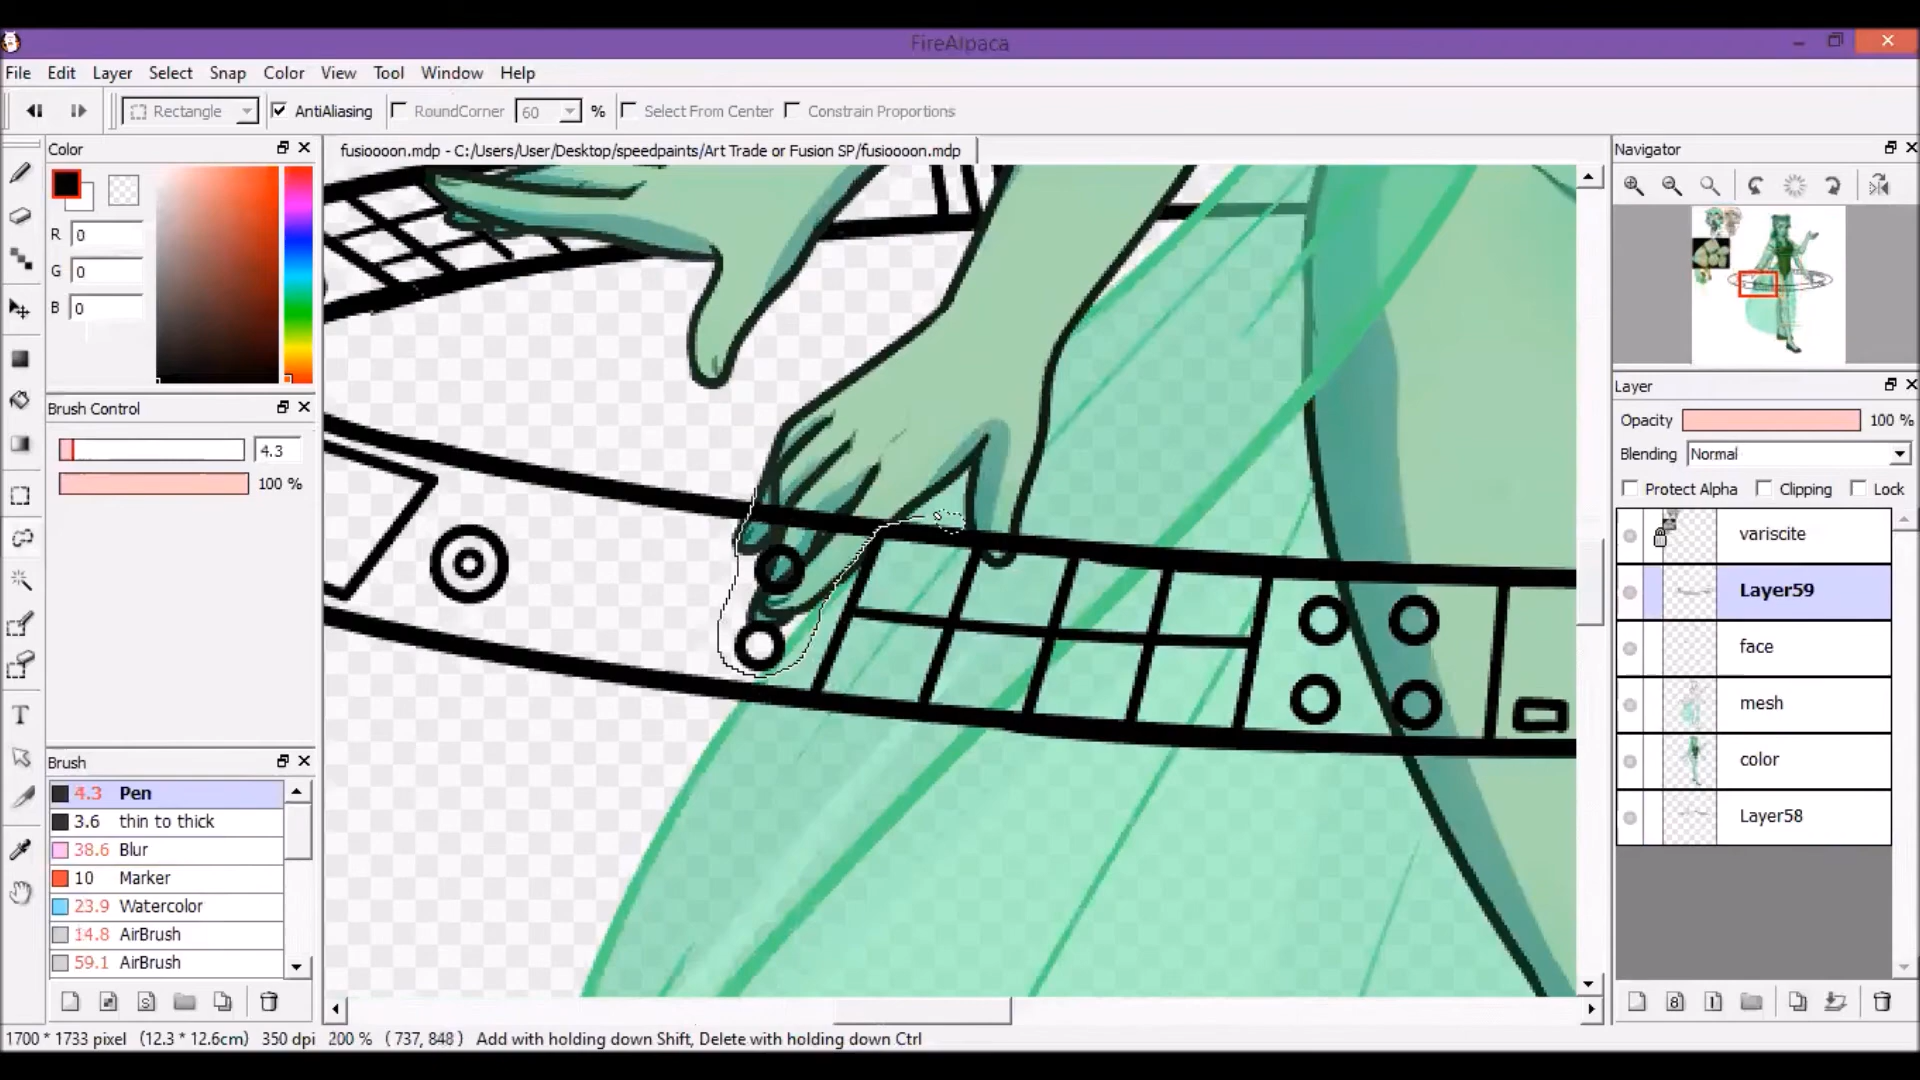 FireAlpaca
File Edit Layer Select Snap Color View Tool Window Help
Rectangle AntiAliasing RoundCorner 60 % Select From Center Constrain Proportions
Color
fusioooon.mdp - C:/Users/User/Desktop/speedpaints/Art Trade or Fusion SP/fusioooon.mdp
Navigator
R 0
G 0
B 0
Layer
Brush Control
Opacity 100 %
4.3
Blending Normal
100 %
Protect Alpha Clipping Lock
variscite
Layer59
face
mesh
color
Layer58
Brush
4.3 Pen
3.6 thin to thick
38.6 Blur
10 Marker
23.9 Watercolor
14.8 AirBrush
59.1 AirBrush
1700 * 1733 pixel (12.3 * 12.6cm) 350 dpi 200 % ( 737, 848 ) Add with holding down Shift, Delete with holding down Ctrl